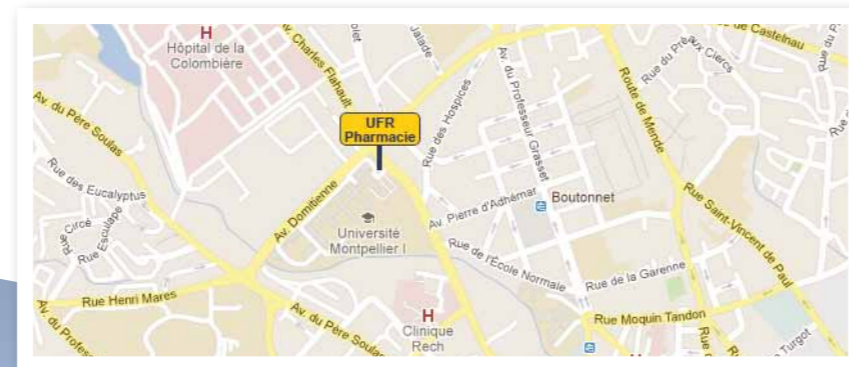 H
Hôpital de la
Colombière
Av. Charles Flahault
Av. du Père Soulas
UFR
Pharmacie
Rue des Hospices
Av. du Professeur Grasset
Route de Mende
de Castelnau
Rue du
aux Clercs
Rue du
Rue des Eucalyptus
Rue Circé
Rue Esculape
Av. Domitienne
Université
Montpellier I
Av. Pierre d'Adhémar
Boutonnet
Rue Saint-Vincent de Paul
Rue de l'École Normale
Rue de la Garenne
Rue Henri Mares
Av. du Père Soulas
H
Clinique
Rech
Rue Moquin Tandon
Turgot